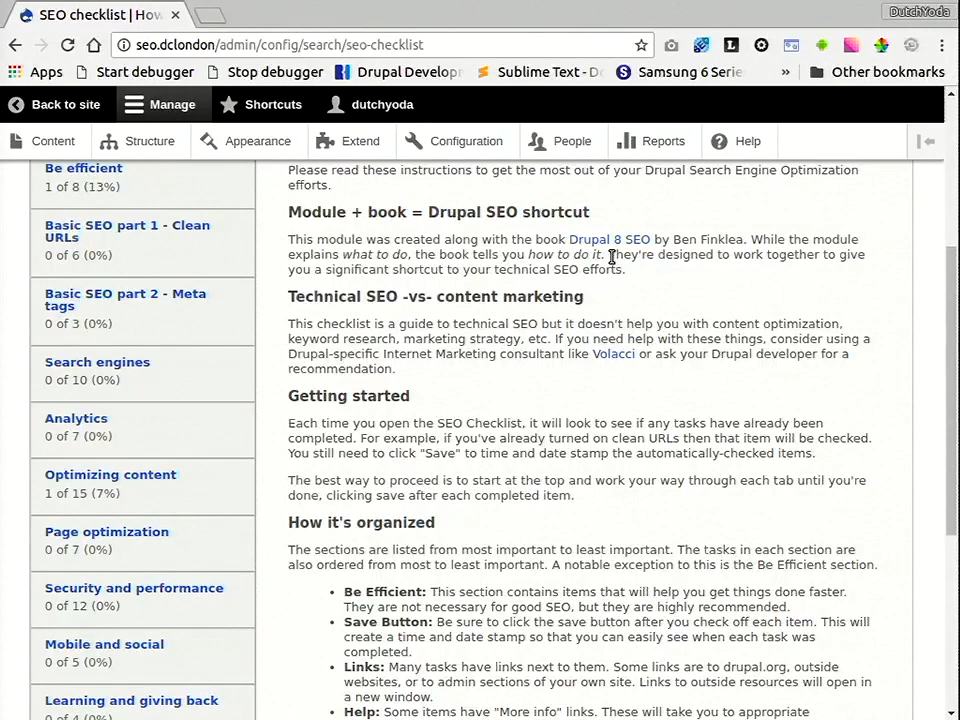 SEO checklist | How
DutchYoda
seo.dclondon/admin/config/search/seo-checklist
Apps Start debugger Stop debugger Drupal Develop Sublime Text - Do Samsung 6 Serie » Other bookmarks
Back to site Manage Shortcuts dutchyoda
Content Structure Appearance Extend Configuration People Reports Help
Be efficient
1 of 8 (13%)
Basic SEO part 1 - Clean
URLs
0 of 6 (0%)
Basic SEO part 2 - Meta
tags
0 of 3 (0%)
Search engines
0 of 10 (0%)
Analytics
0 of 7 (0%)
Optimizing content
1 of 15 (7%)
Page optimization
0 of 7 (0%)
Security and performance
0 of 12 (0%)
Mobile and social
0 of 5 (0%)
Learning and giving back
0 of 4 (0%)
Please read these instructions to get the most out of your Drupal Search Engine Optimization
efforts.
Module + book = Drupal SEO shortcut
This module was created along with the book Drupal 8 SEO by Ben Finklea. While the module
explains what to do, the book tells you how to do it. They're designed to work together to give
you a significant shortcut to your technical SEO efforts.
Technical SEO -vs- content marketing
This checklist is a guide to technical SEO but it doesn't help you with content optimization,
keyword research, marketing strategy, etc. If you need help with these things, consider using a
Drupal-specific Internet Marketing consultant like Volacci or ask your Drupal developer for a
recommendation.
Getting started
Each time you open the SEO Checklist, it will look to see if any tasks have already been
completed. For example, if you've already turned on clean URLs then that item will be checked.
You still need to click "Save" to time and date stamp the automatically-checked items.
The best way to proceed is to start at the top and work your way through each tab until you're
done, clicking save after each completed item.
How it's organized
The sections are listed from most important to least important. The tasks in each section are
also ordered from most to least important. A notable exception to this is the Be Efficient section.
• Be Efficient: This section contains items that will help you get things done faster.
They are not necessary for good SEO, but they are highly recommended.
• Save Button: Be sure to click the save button after you check off each item. This will
create a time and date stamp so that you can easily see when each task was
completed.
• Links: Many tasks have links next to them. Some links are to drupal.org, outside
websites, or to admin sections of your own site. Links to outside resources will open in
a new window.
• Help: Some items have "More info" links. These will take you to appropriate